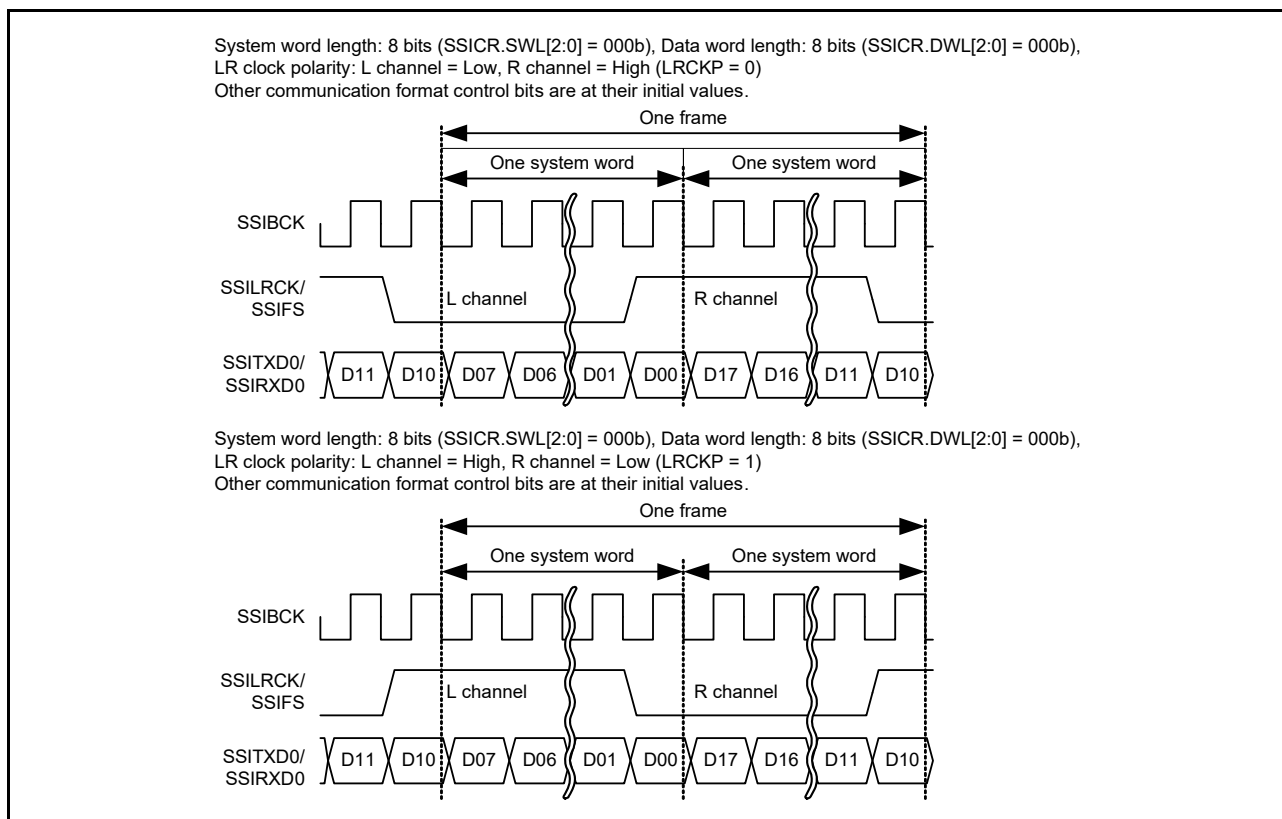 System word length: 8 bits (SSICR.SWL[2:0] = 000b), Data word length: 8 bits (SSICR.DWL[2:0] = 000b),
LR clock polarity: L channel = Low, R channel = High (LRCKP = 0)
Other communication format control bits are at their initial values.
One frame
One system word One system word
SSIBCK
SSILRCK/
SSIFS
L channel R channel
SSITXD0/
SSIRXD0
D11 D10 D07 D06 D01 D00 D17 D16 D11 D10
System word length: 8 bits (SSICR.SWL[2:0] = 000b), Data word length: 8 bits (SSICR.DWL[2:0] = 000b),
LR clock polarity: L channel = High, R channel = Low (LRCKP = 1)
Other communication format control bits are at their initial values.
One frame
One system word One system word
SSIBCK
SSILRCK/
SSIFS
L channel R channel
SSITXD0/
SSIRXD0
D11 D10 D07 D06 D01 D00 D17 D16 D11 D10